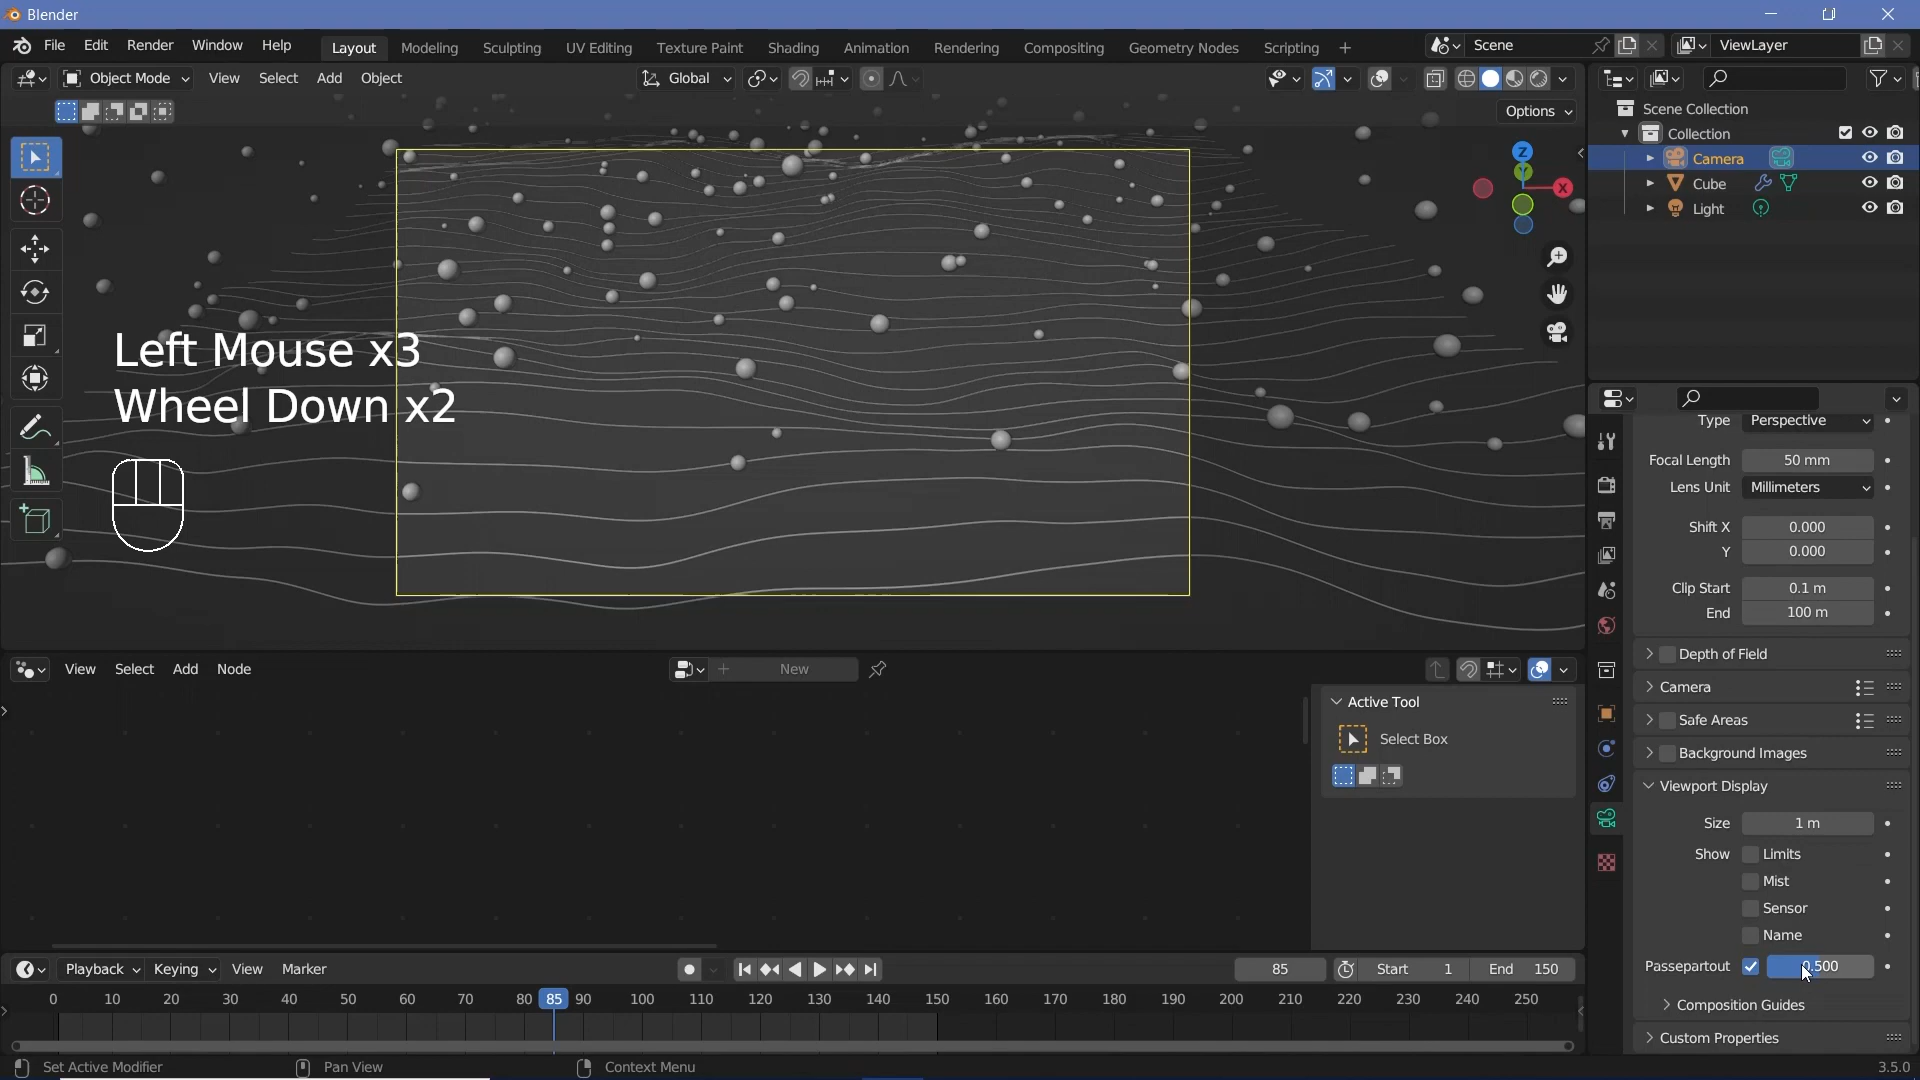 Blender
File Edit Render Window Help
Layout Modeling Sculpting UV Editing Texture Paint Shading Animation Rendering Compositing Geometry Nodes Scripting
Scene
ViewLayer
Object Mode View Select Add Object
Global
Options
Z
X
Scene Collection
Collection
Camera
Cube
Light
Left Mouse x3
Wheel Down x2
Type Perspective
Focal Length 50 mm
Lens Unit Millimeters
Shift X 0.000
Y 0.000
Clip Start 0.1 m
End 100 m
Depth of Field
Camera
Safe Areas
Background Images
Viewport Display
Size 1 m
Show Limits
Mist
Sensor
Name
Passepartout 0.500
Composition Guides
Custom Properties
View Select Add Node
New
Active Tool
Select Box
Playback Keying View Marker
85 Start 1 End 150
0 10 20 30 40 50 60 70 80 85 90 100 110 120 130 140 150 160 170 180 190 200 210 220 230 240 250
Set Active Modifier Pan View Context Menu
3.5.0